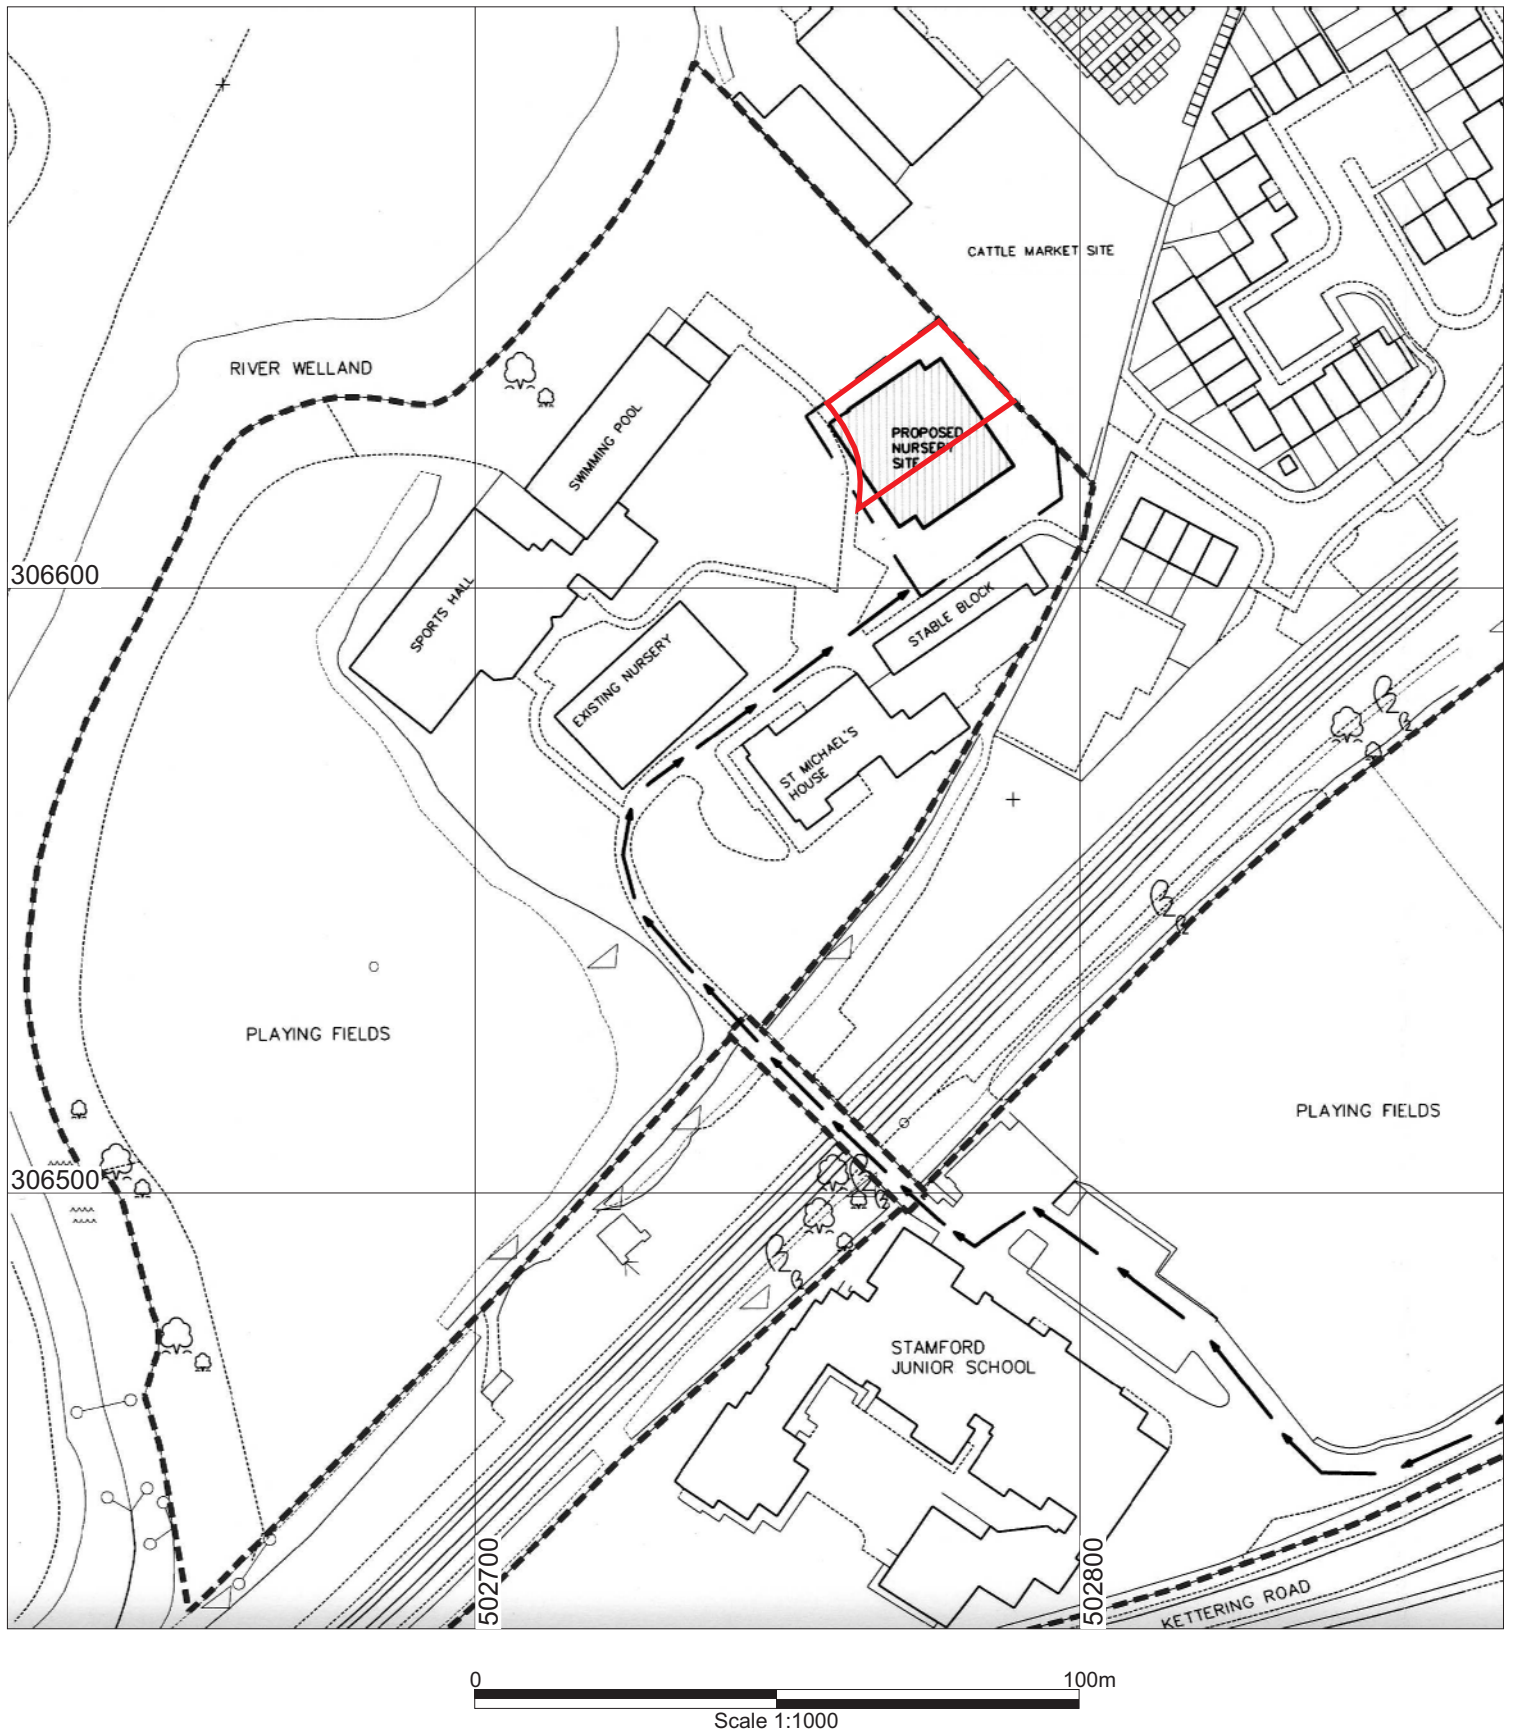 CATTLE MARKET SITE
RIVER WELLAND
SWIMMING POOL
PROPOSED
NURSERY
SITE
306600
SPORTS HALL
STABLE BLOCK
EXISTING NURSERY
ST MICHAEL'S
HOUSE
PLAYING FIELDS
PLAYING FIELDS
306500
STAMFORD
JUNIOR SCHOOL
502700
502800
KETTERING ROAD
0
100m
Scale 1:1000